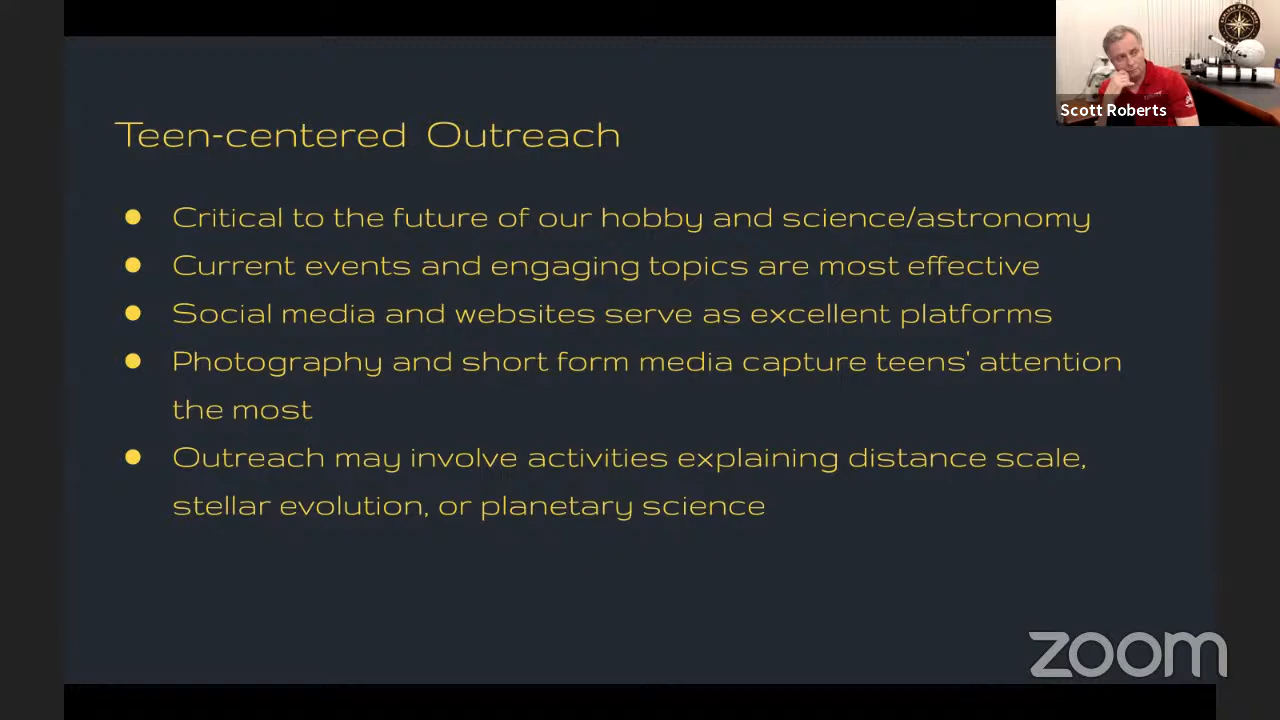 Scott Roberts
Teen-centered Outreach
Critical to the future of our hobby and science/astronomy
Current events and engaging topics are most effective
Social media and websites serve as excellent platforms
Photography and short form media capture teens' attention
the most
Outreach may involve activities explaining distance scale,
stellar evolution, or planetary science
zoom